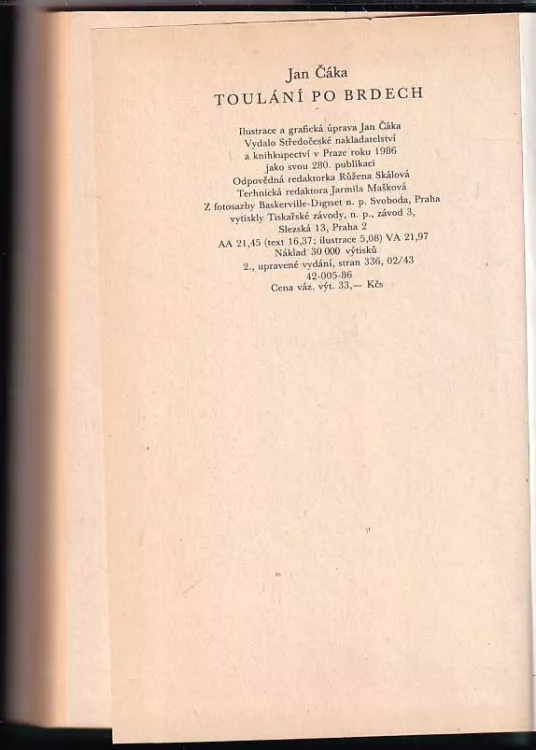 Jan Čáka
TOULÁNÍ PO BRDECH
Ilustrace a grafická úprava Jan Čáka
Vydalo Středočeské nakladatelství
a knihkupectví v Praze roku 1986
jako svou 280. publikaci
Odpovědná redaktorka Růžena Skálová
Technická redaktora Jarmila Mašková
Z fotosazby Baskerville-Digiset n. p. Svoboda, Praha
vytiskly Tiskařské závody, n. p., závod 3,
Slezská 13, Praha 2
AA 21,45 (text 16,37; ilustrace 5,08) VA 21,97
Náklad 30 000 výtisků
2., upravené vydání, stran 336, 02/43
42-005-86
Cena váz. výt. 33,— Kčs